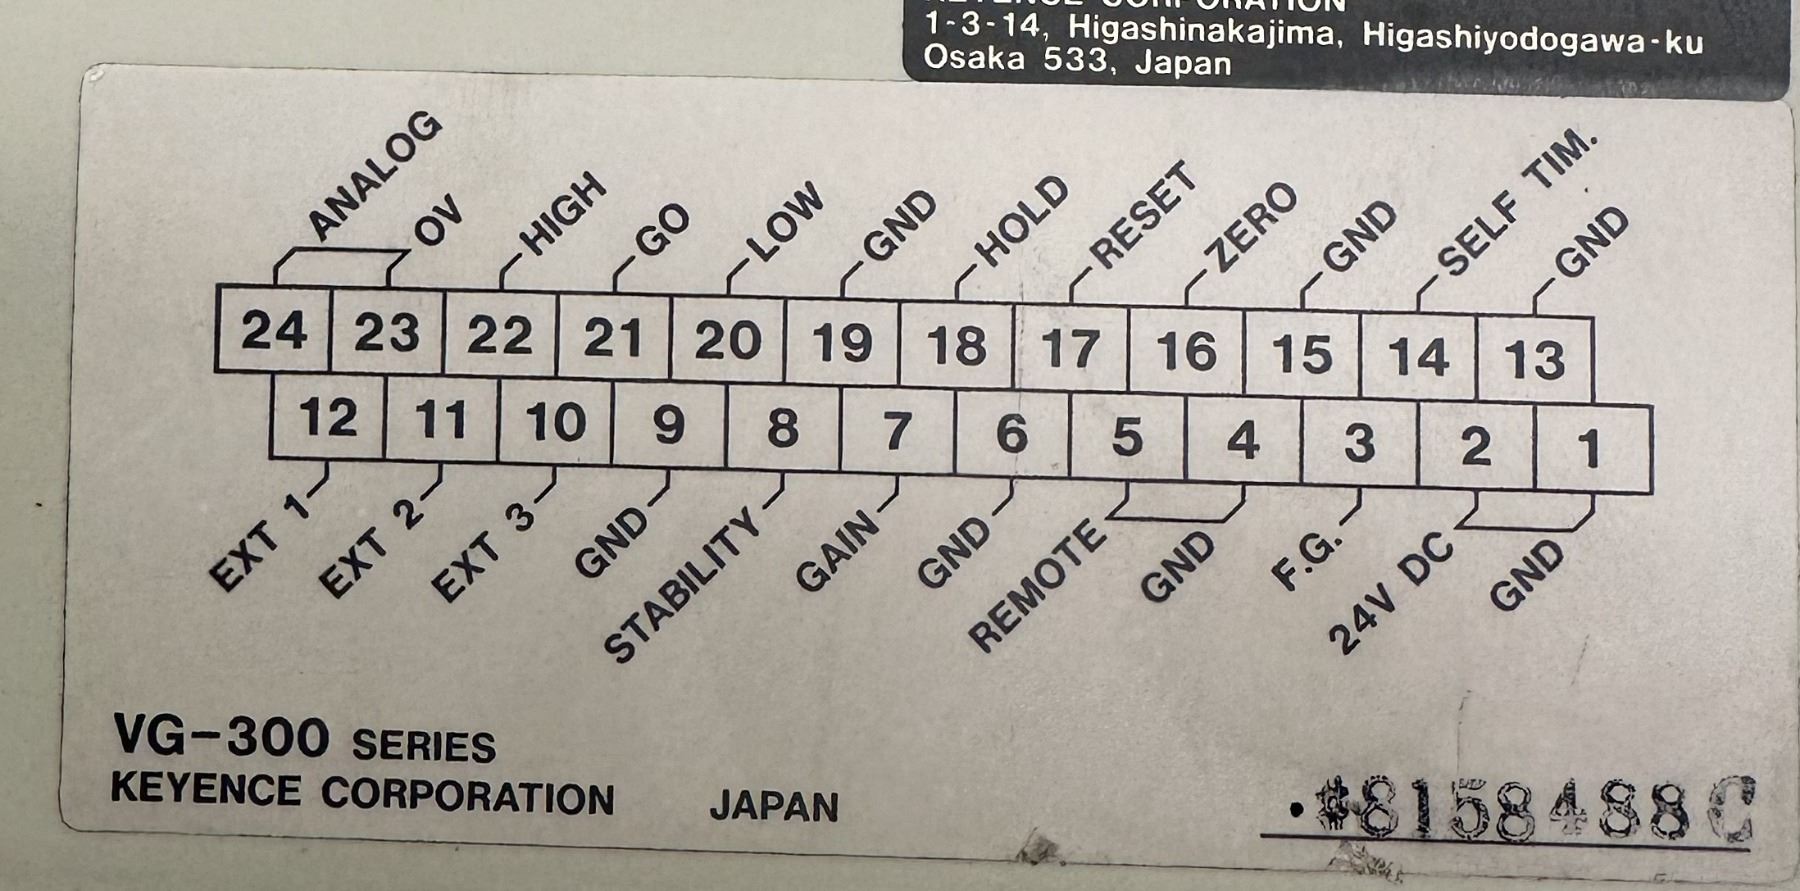 KEYENCE CORPORATION
1-3-14, Higashinakajima, Higashiyodogawa-ku
Osaka 533, Japan
ANALOG
OV
HIGH
GO
LOW
GND
HOLD
RESET
ZERO
GND
SELF TIM.
GND
24 23 22 21 20 19 18 17 16 15 14 13
12 11 10 9 8 7 6 5 4 3 2 1
EXT 1
EXT 2
EXT 3
GND
STABILITY
GAIN
GND
REMOTE
GND
F.G.
24V DC
GND
VG-300 SERIES
KEYENCE CORPORATION JAPAN
#8158488C